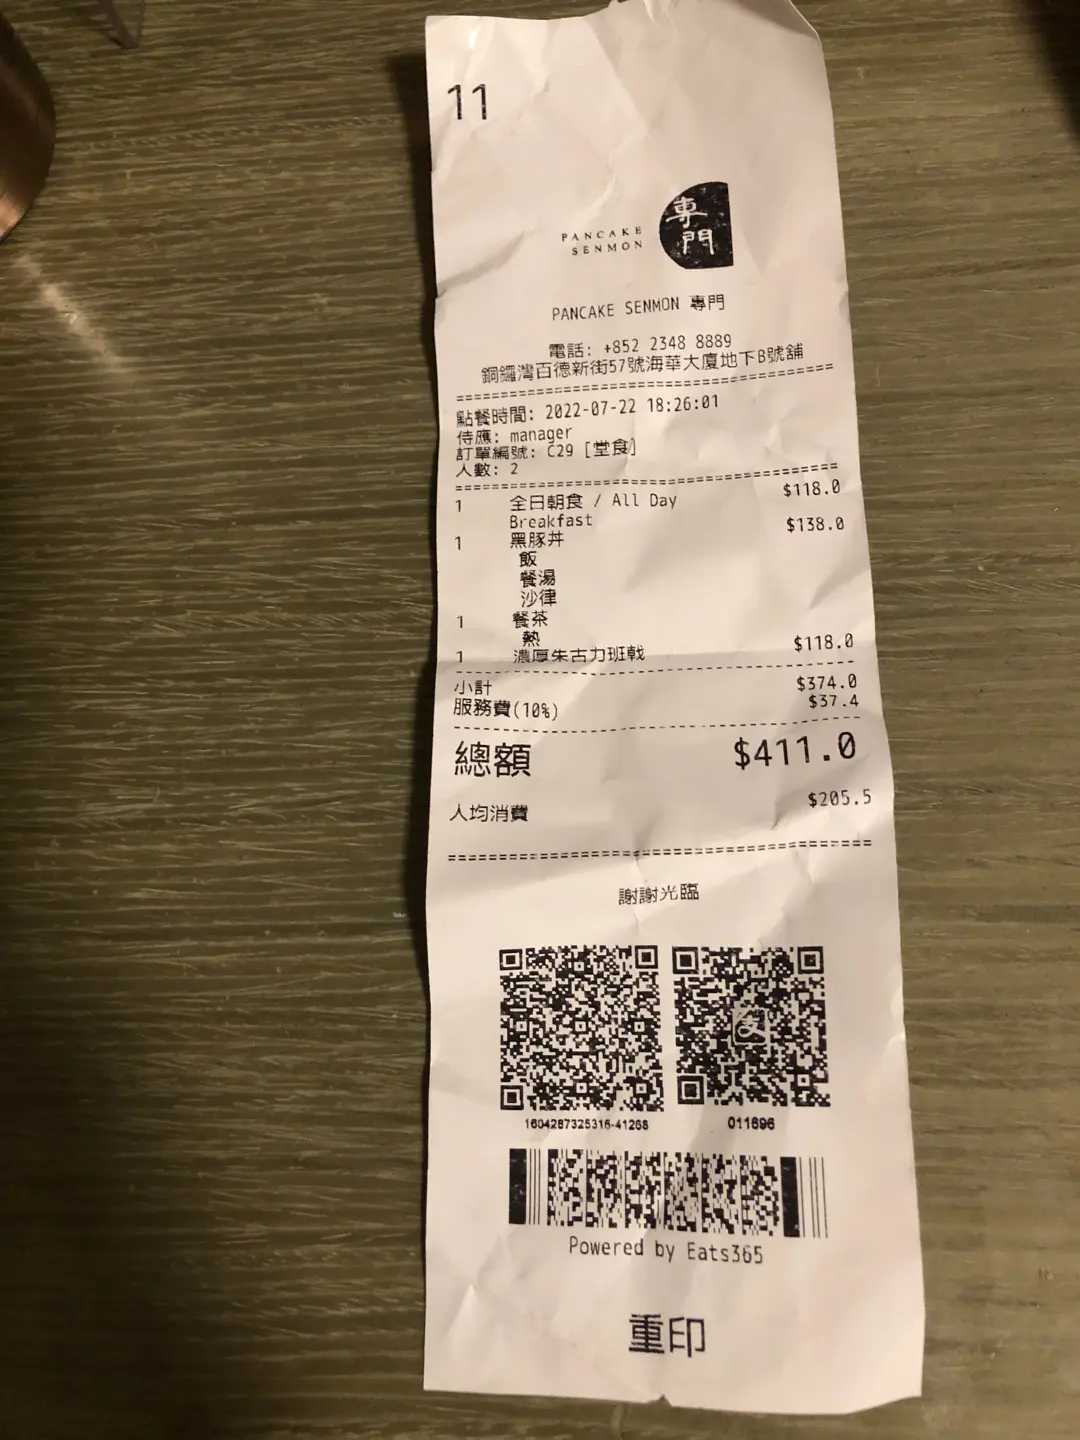 11
PANCAKE
SENMON
專門
PANCAKE SENMON 專門
電話: +852 2348 8889
銅鑼灣百德新街57號海華大廈地下B號舖
點餐時間: 2022-07-22 18:26:01
侍應: manager
訂單編號: C29 [堂食]
人數: 2
1 全日朝食 / All Day $118.0
Breakfast
1 黑豚丼 $138.0
飯
餐湯
沙律
1 餐茶
熱
1 濃厚朱古力班戟 $118.0
小計 $374.0
服務費(10%) $37.4
總額 $411.0
人均消費 $205.5
謝謝光臨
支
1604287325316-41268 011696
Powered by Eats365
重印